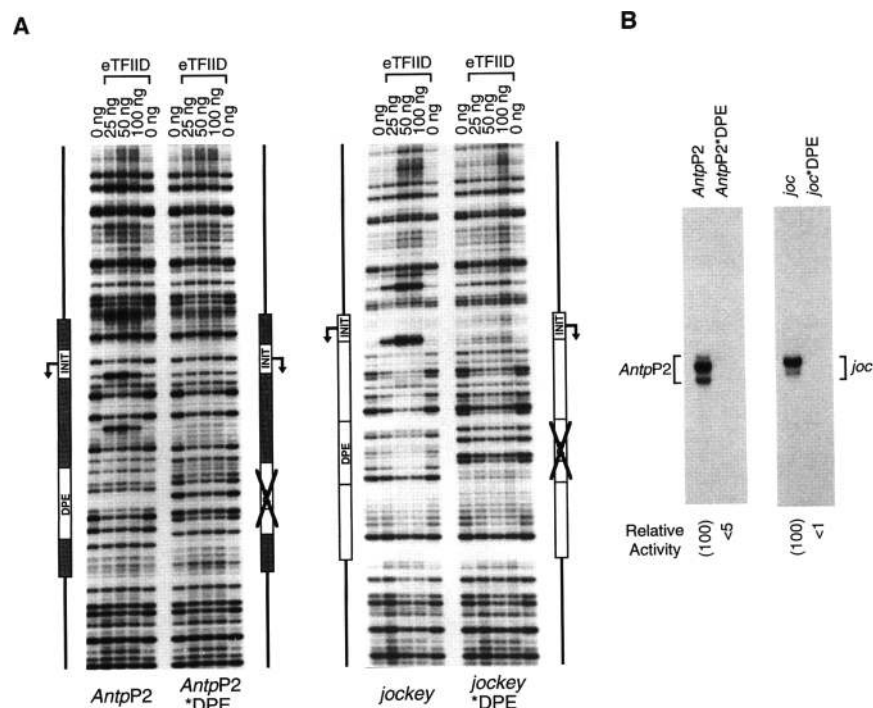 A
B
eTFIID
eTFIID
eTFIID
eTFIID
0 ng
25 ng
50 ng
100 ng
0 ng
0 ng
25 ng
50 ng
100 ng
0 ng
0 ng
25 ng
50 ng
100 ng
0 ng
0 ng
25 ng
50 ng
100 ng
0 ng
INIT
DPE
INIT
INIT
DPE
INIT
AntpP2
AntpP2
*DPE
jockey
jockey
*DPE
AntpP2
AntpP2*DPE
joc
joc*DPE
AntpP2
joc
Relative
Activity
(100)
<5
(100)
<1